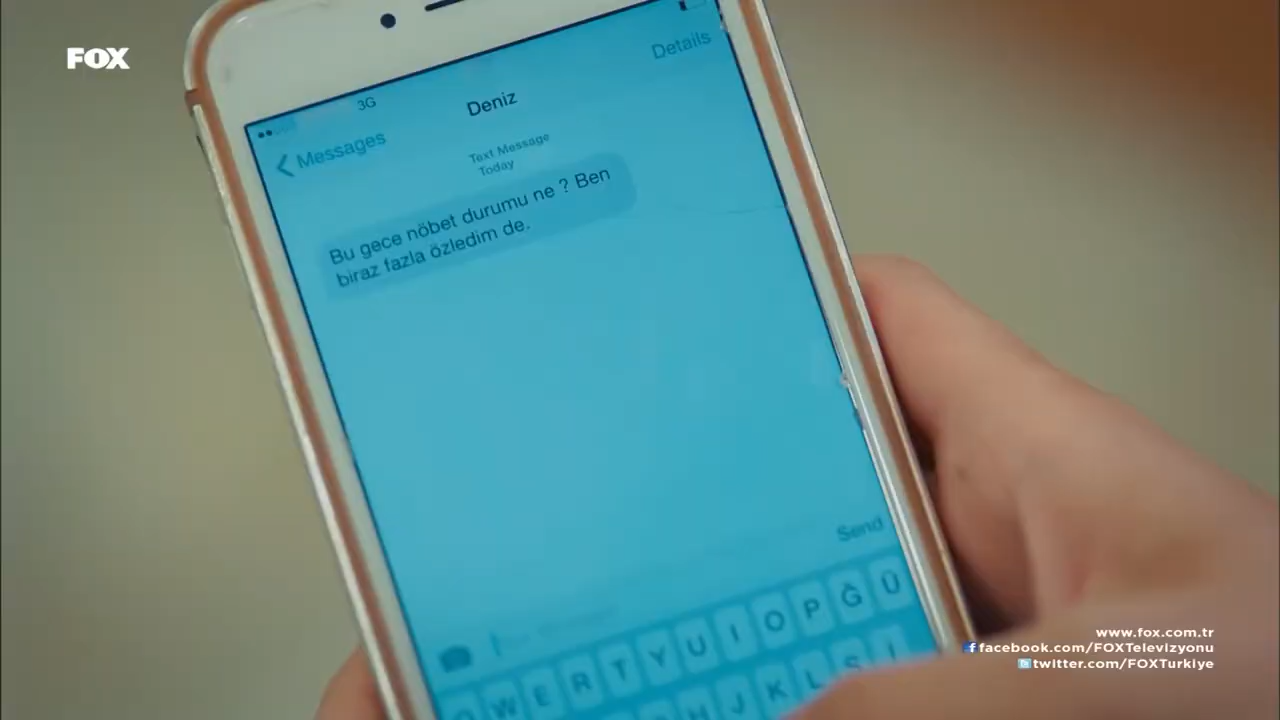 FOX
3G
Details
Messages
Deniz
Text Message
Today
Bu gece nöbet durumu ne ? Ben
biraz fazla özledim de.
Send
W E R T Y U I O P Ğ Ü
H J K L Ş İ
www.fox.com.tr
facebook.com/FOXTelevizyonu
twitter.com/FOXTurkiye